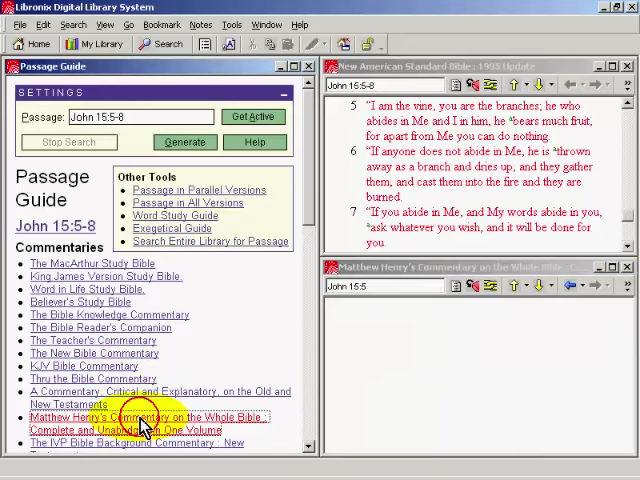 Libronix Digital Library System
File Edit Search View Go Bookmark Notes Tools Window Help
Home My Library Search
Passage Guide
SETTINGS
Passage: John 15:5-8 Get Active
Stop Search Generate Help
Passage
Guide
John 15:5-8
Other Tools
Passage in Parallel Versions
Passage in All Versions
Word Study Guide
Exegetical Guide
Search Entire Library for Passage
Commentaries
The MacArthur Study Bible
King James Version Study Bible.
Word in Life Study Bible.
Believer's Study Bible
The Bible Knowledge Commentary
The Bible Reader's Companion
The Teacher's Commentary
The New Bible Commentary
KJV Bible Commentary
Thru the Bible Commentary
A Commentary, Critical and Explanatory, on the Old and
New Testaments
Matthew Henry's Commentary on the Whole Bible :
Complete and Unabridged in One Volume
The IVP Bible Background Commentary : New
New American Standard Bible : 1995 Update
John 15:5-8
5 "I am the vine, you are the branches; he who
abides in Me and I in him, he a bears much fruit,
for apart from Me you can do nothing.
6 "If anyone does not abide in Me, he is a thrown
away as a branch and dries up; and they gather
them, and cast them into the fire and they are
burned.
7 "If you abide in Me, and My words abide in you,
a ask whatever you wish, and it will be done for
you.
Matthew Henry's Commentary on the Whole Bible : C
John 15:5